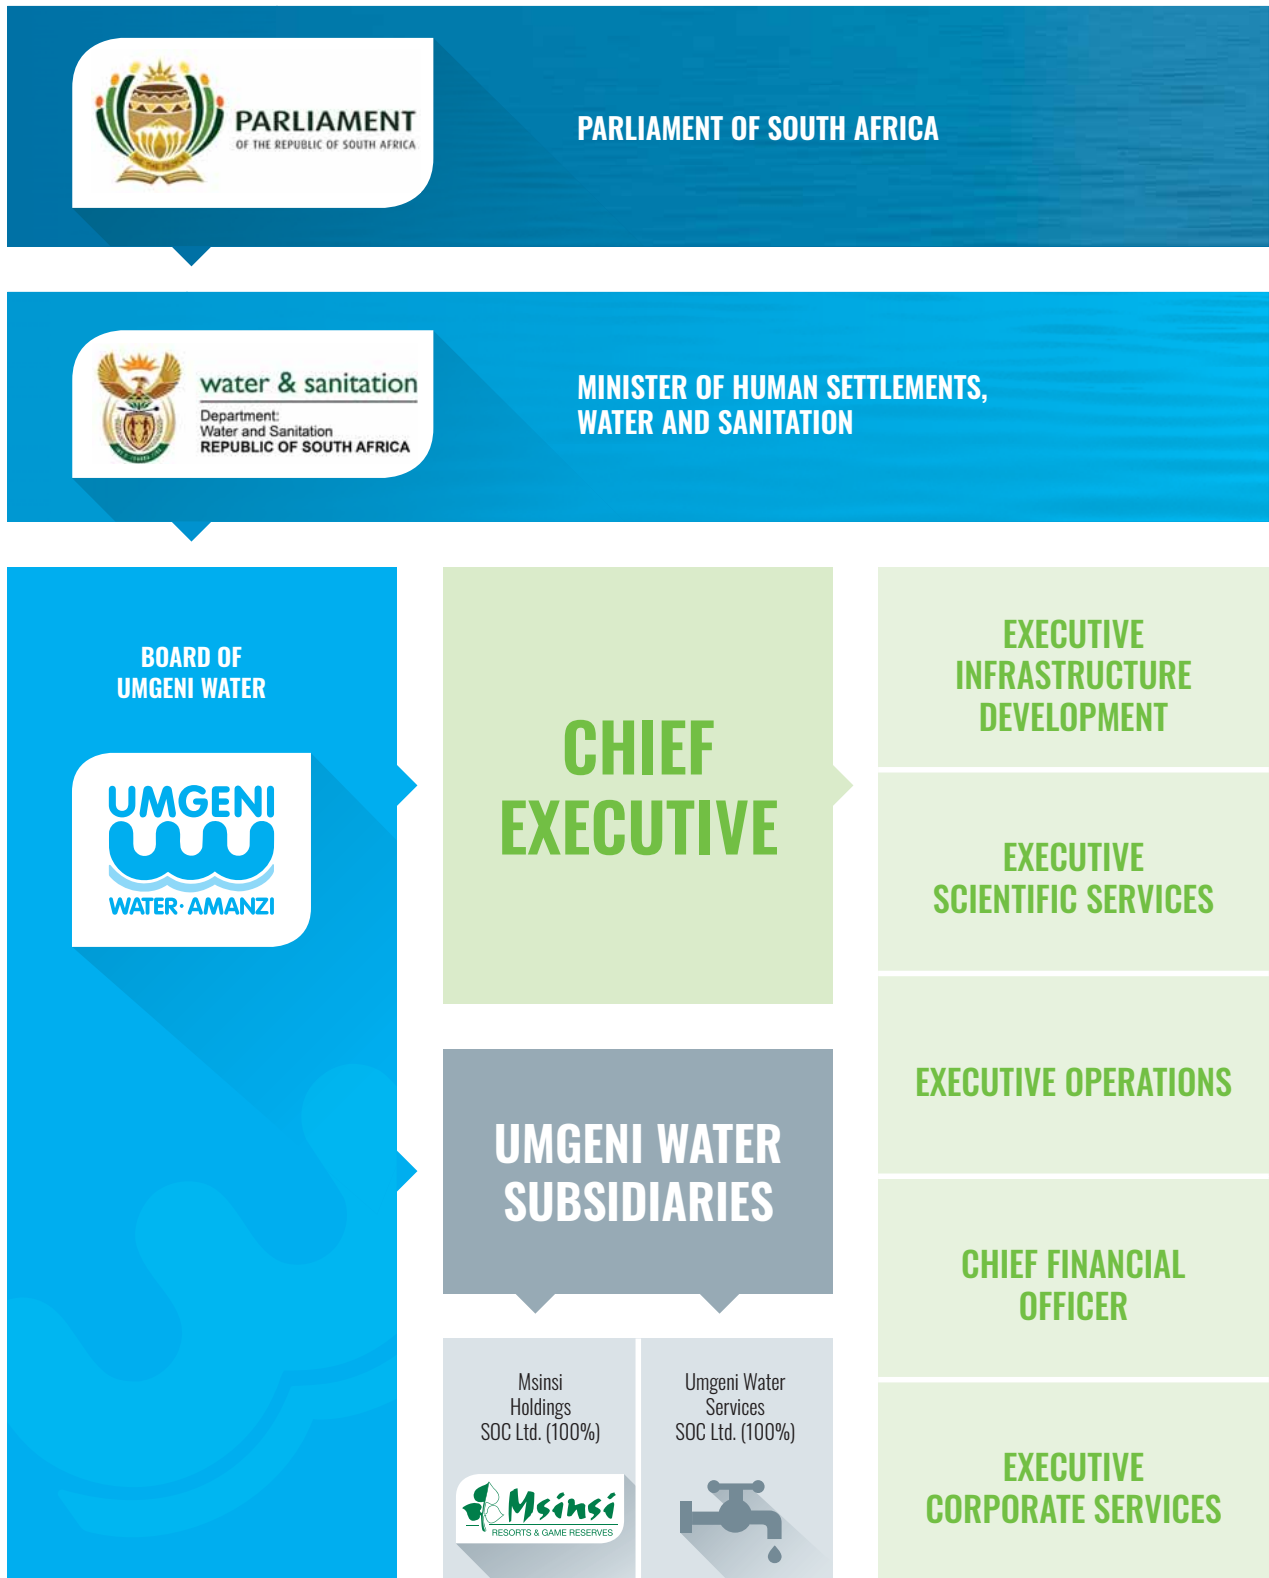 PARLIAMENT
OF THE REPUBLIC OF SOUTH AFRICA
PARLIAMENT OF SOUTH AFRICA
water & sanitation
Department:
Water and Sanitation
REPUBLIC OF SOUTH AFRICA
MINISTER OF HUMAN SETTLEMENTS,
WATER AND SANITATION
BOARD OF
UMGENI WATER
UMGENI
WATER·AMANZI
CHIEF
EXECUTIVE
UMGENI WATER
SUBSIDIARIES
Msinsi
Holdings
SOC Ltd. (100%)
Msinsi
RESORTS & GAME RESERVES
Umgeni Water
Services
SOC Ltd. (100%)
EXECUTIVE
INFRASTRUCTURE
DEVELOPMENT
EXECUTIVE
SCIENTIFIC SERVICES
EXECUTIVE OPERATIONS
CHIEF FINANCIAL
OFFICER
EXECUTIVE
CORPORATE SERVICES